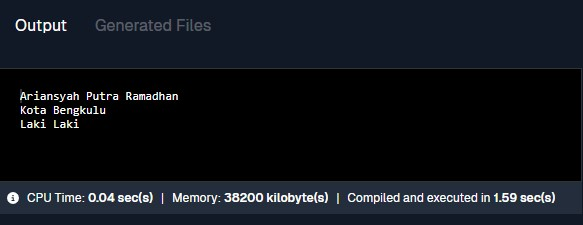 Output Generated Files
Ariansyah Putra Ramadhan
Kota Bengkulu
Laki Laki
CPU Time: 0.04 sec(s) | Memory: 38200 kilobyte(s) | Compiled and executed in 1.59 sec(s)